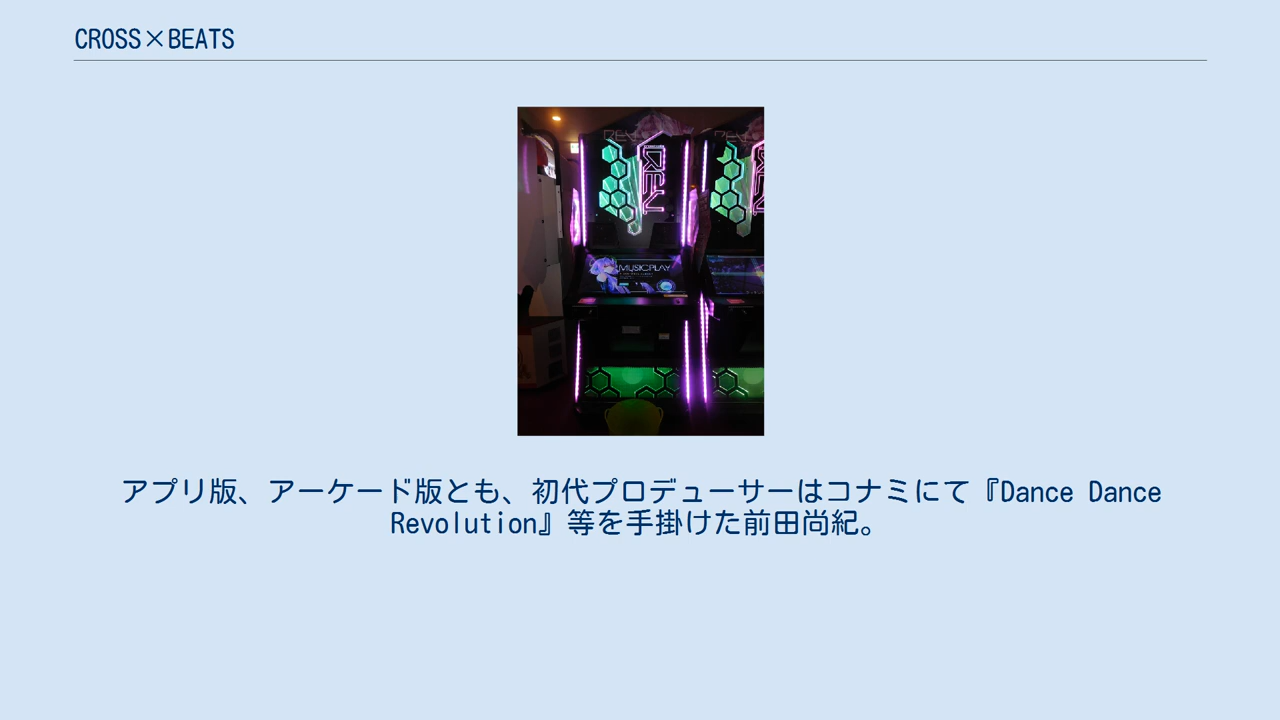 CROSS×BEATS
REV.
MUSIC PLAY
アプリ版、アーケード版とも、初代プロデューサーはコナミにて『Dance Dance
Revolution』等を手掛けた前田尚紀。